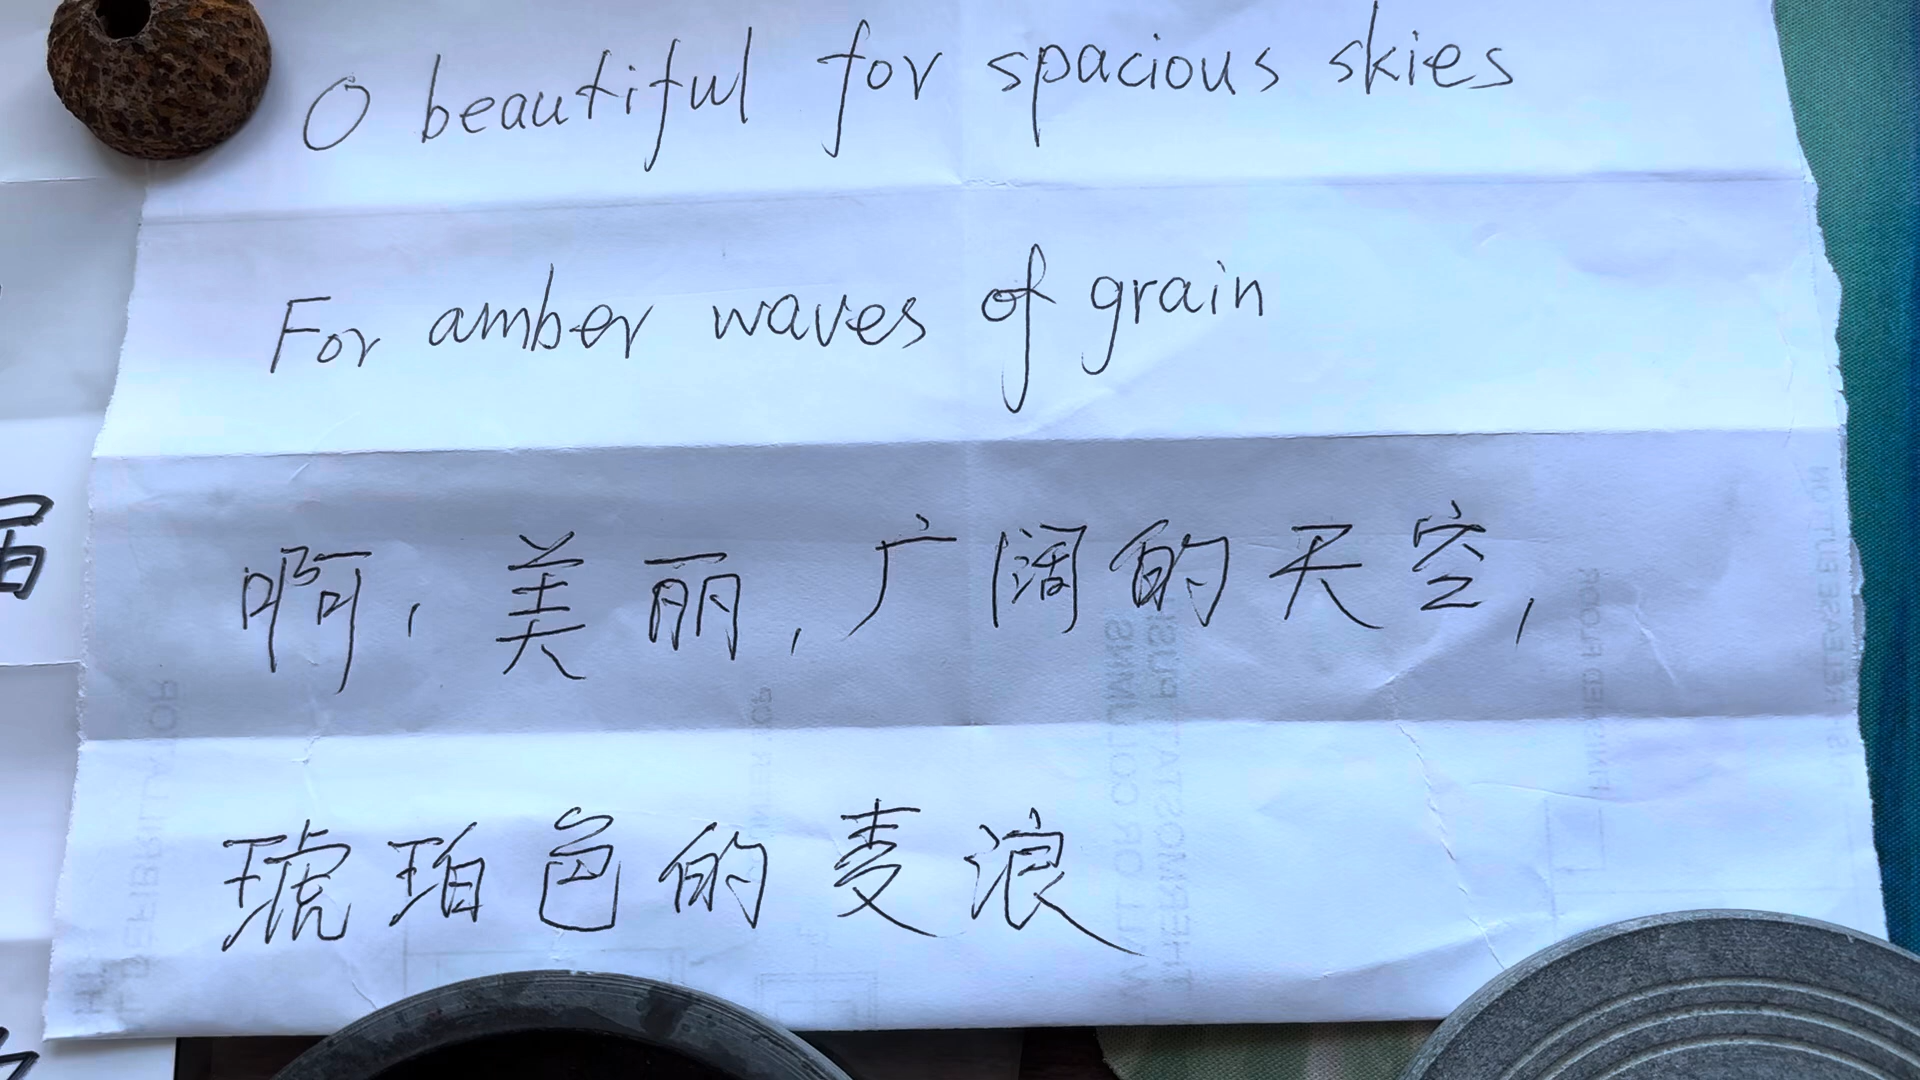 O beautiful for spacious skies
For amber waves of grain
啊，美丽，广阔的天空，
琥珀色的麦浪